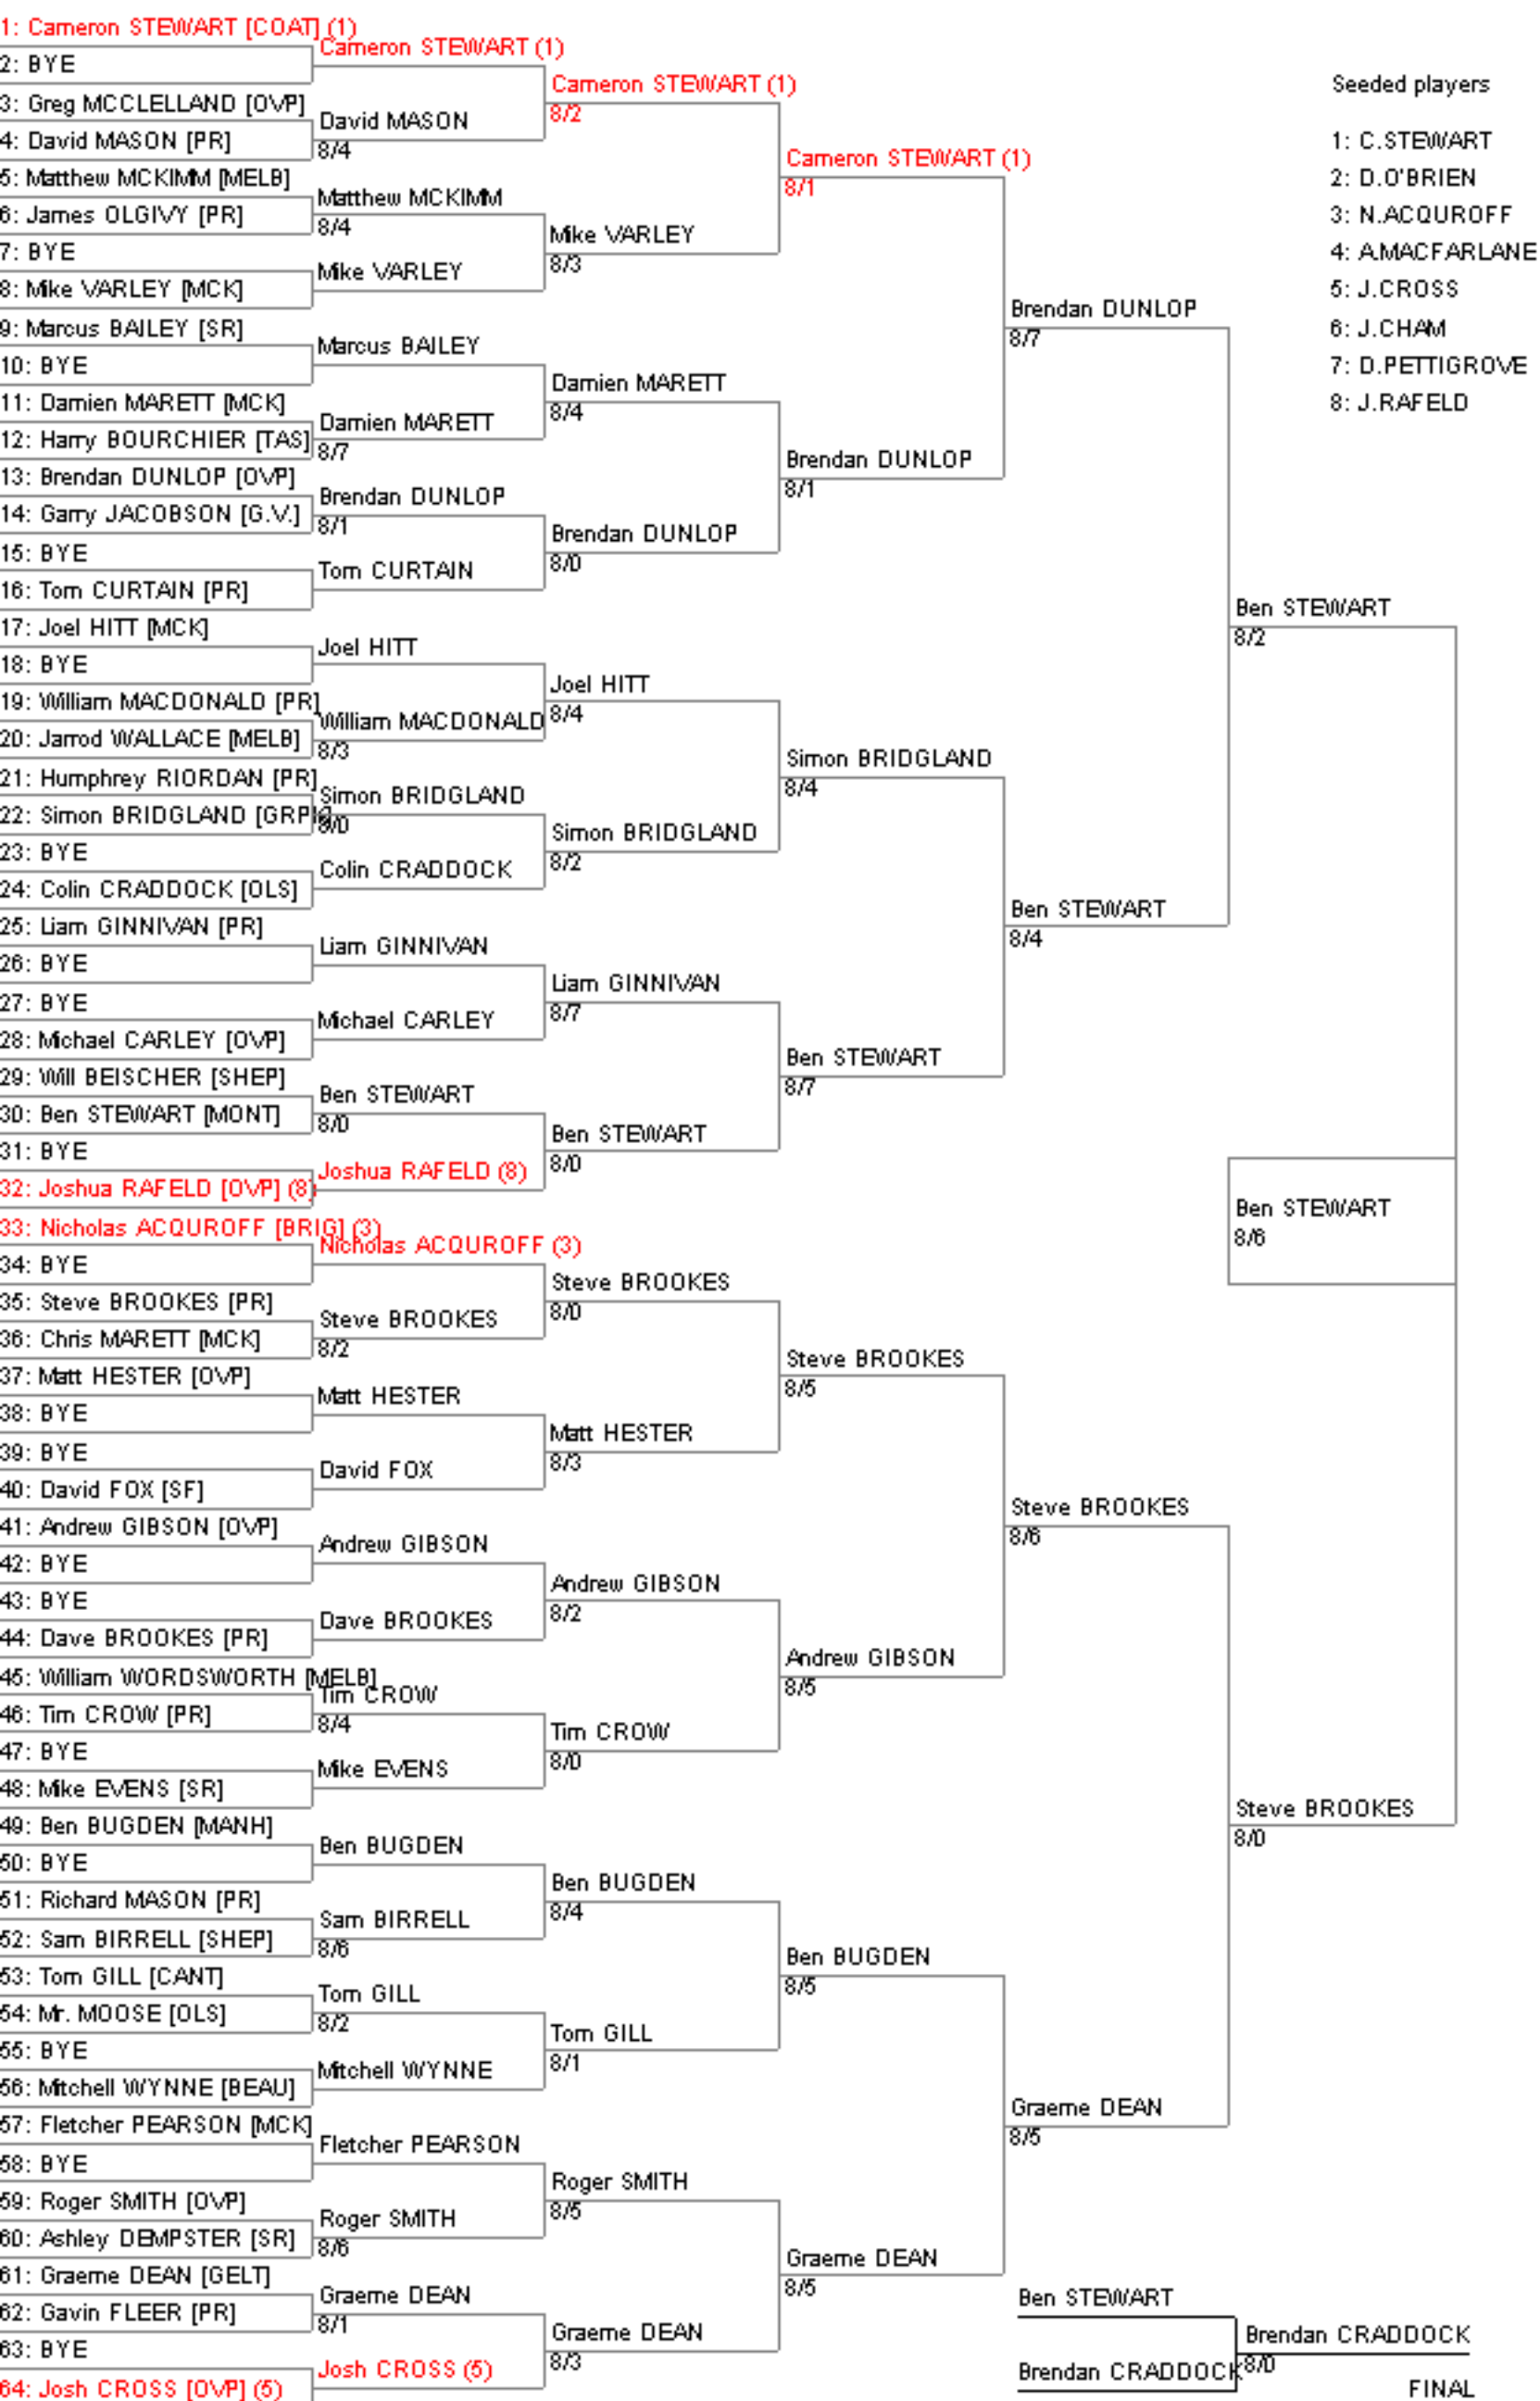 1: Cameron STEWART [COAT] (1)
2: BYE
3: Greg MCCLELLAND [OVP]
4: David MASON [PR]
5: Matthew MCKIMM [MELB]
6: James OLGIVY [PR]
7: BYE
8: Mike VARLEY [MCK]
9: Marcus BAILEY [SR]
10: BYE
11: Damien MARETT [MCK]
12: Harry BOURCHIER [TAS]
13: Brendan DUNLOP [OVP]
14: Garry JACOBSON [G.V.]
15: BYE
16: Tom CURTAIN [PR]
17: Joel HITT [MCK]
18: BYE
19: William MACDONALD [PR]
20: Jarrod WALLACE [MELB]
21: Humphrey RIORDAN [PR]
22: Simon BRIDGLAND
23: BYE
24: Colin CRADDOCK [OLS]
25: Liam GINNIVAN [PR]
26: BYE
27: BYE
28: Michael CARLEY [OVP]
29: Will BEISCHER [SHEP]
30: Ben STEWART [MONT]
31: BYE
32: Joshua RAFELD [OVP] (8)
33: Nicholas ACQUROFF [BRIG] (3)
34: BYE
35: Steve BROOKES [PR]
36: Chris MARETT [MCK]
37: Matt HESTER [OVP]
38: BYE
39: BYE
40: David FOX [SF]
41: Andrew GIBSON [OVP]
42: BYE
43: BYE
44: Dave BROOKES [PR]
45: William WORDSWORTH [MELB]
46: Tim CROW [PR]
47: BYE
48: Mike EVENS [SR]
49: Ben BUGDEN [MANH]
50: BYE
51: Richard MASON [PR]
52: Sam BIRRELL [SHEP]
53: Tom GILL [CANT]
54: Mr. MOOSE [OLS]
55: BYE
56: Mitchell WYNNE [BEAU]
57: Fletcher PEARSON [MCK]
58: BYE
59: Roger SMITH [OVP]
60: Ashley DEMPSTER [SR]
61: Graeme DEAN [GELT]
62: Gavin FLEER [PR]
63: BYE
64: Josh CROSS [OVP] (5)
Cameron STEWART (1)
David MASON
8/4
Matthew MCKIMM
8/4
Mike VARLEY
Marcus BAILEY
Damien MARETT
8/7
Brendan DUNLOP
8/1
Tom CURTAIN
Joel HITT
William MACDONALD
8/3
Simon BRIDGLAND
Colin CRADDOCK
Liam GINNIVAN
Michael CARLEY
Ben STEWART
8/0
Joshua RAFELD (8)
Nicholas ACQUROFF (3)
Steve BROOKES
8/2
Matt HESTER
David FOX
Andrew GIBSON
Dave BROOKES
Tim CROW
8/4
Mike EVENS
Ben BUGDEN
Sam BIRRELL
8/6
Tom GILL
8/2
Mitchell WYNNE
Fletcher PEARSON
Roger SMITH
8/6
Graeme DEAN
8/1
Josh CROSS (5)
Cameron STEWART (1)
8/2
Mike VARLEY
8/3
Damien MARETT
8/4
Brendan DUNLOP
8/0
Joel HITT
8/4
Simon BRIDGLAND
8/2
Liam GINNIVAN
8/7
Ben STEWART
8/0
Steve BROOKES
8/0
Matt HESTER
8/3
Andrew GIBSON
8/2
Tim CROW
8/0
Ben BUGDEN
8/4
Tom GILL
8/1
Roger SMITH
8/5
Graeme DEAN
8/3
Cameron STEWART (1)
8/1
Brendan DUNLOP
8/1
Simon BRIDGLAND
8/4
Ben STEWART
8/7
Steve BROOKES
8/5
Andrew GIBSON
8/5
Ben BUGDEN
8/5
Graeme DEAN
8/5
Brendan DUNLOP
8/7
Ben STEWART
8/4
Steve BROOKES
8/6
Graeme DEAN
8/5
Ben STEWART
8/2
Steve BROOKES
8/0
Ben STEWART
8/6
Seeded players
1: C.STEWART
2: D.O'BRIEN
3: N.ACQUROFF
4: A.MACFARLANE
5: J.CROSS
6: J.CHAM
7: D.PETTIGROVE
8: J.RAFELD
Ben STEWART
Brendan CRADDOCK
Brendan CRADDOCK
8/0
FINAL